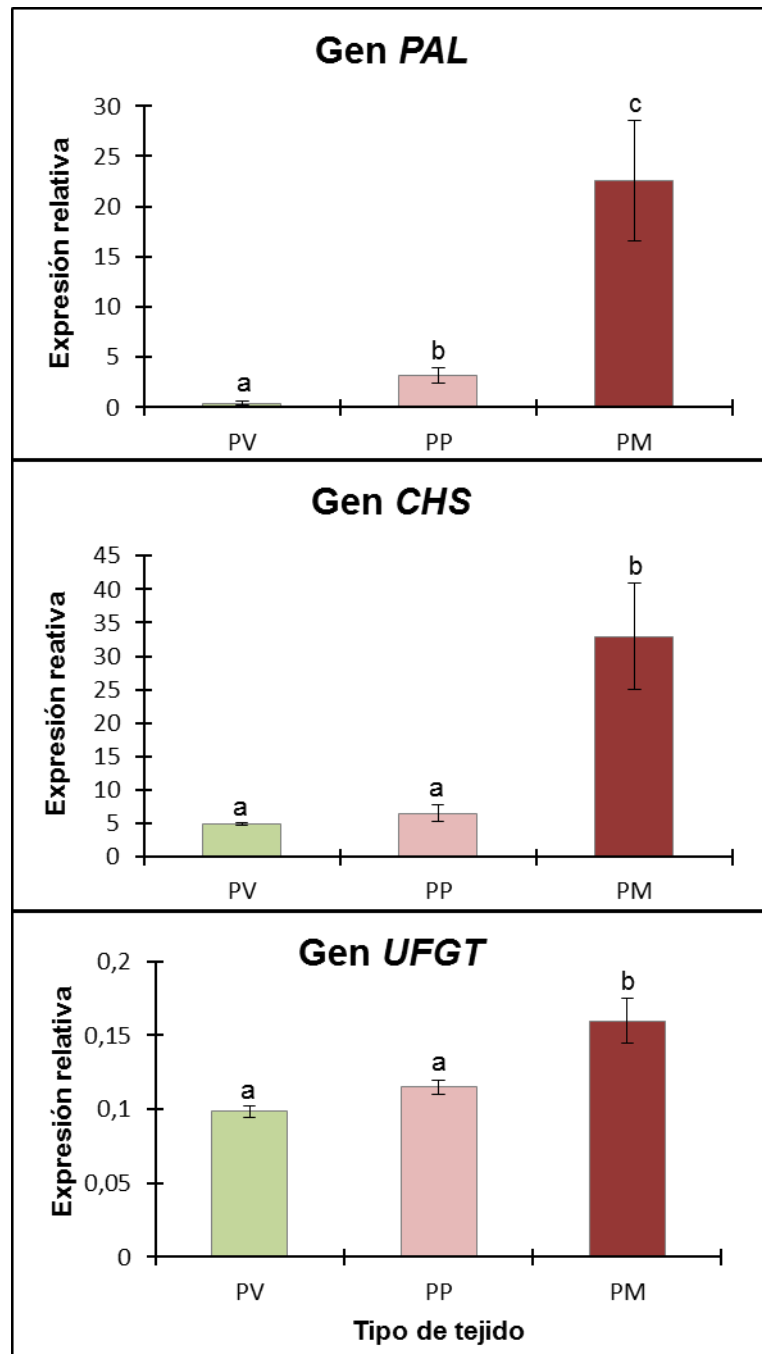 Gen PAL
Expresión relativa
30
25
20
15
10
5
0
a
b
c
PV PP PM
Gen CHS
Expresión reativa
45
40
35
30
25
20
15
10
5
0
a
a
b
PV PP PM
Gen UFGT
Expresión relativa
0,2
0,15
0,1
0,05
0
a
a
b
PV PP PM
Tipo de tejido